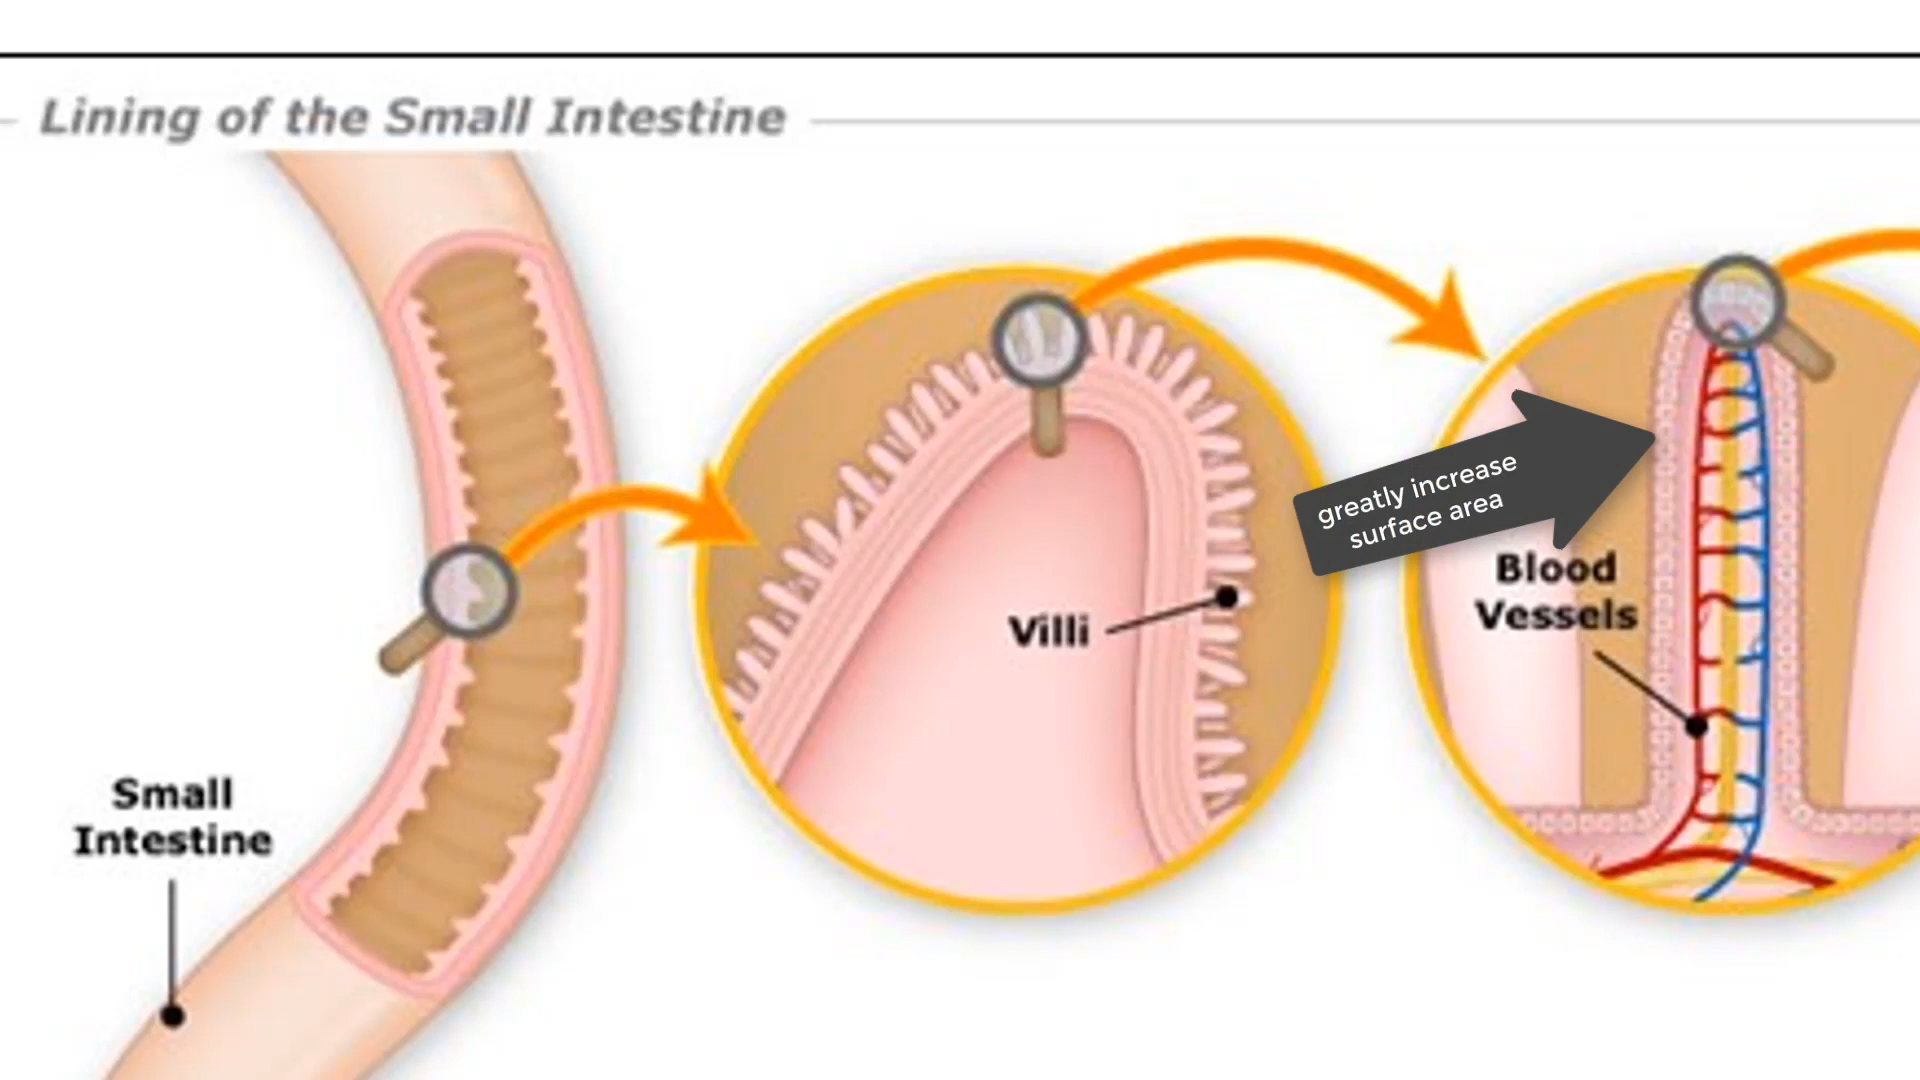 Lining of the Small Intestine
greatly increase
surface area
Blood
Vessels
Villi
Small
Intestine